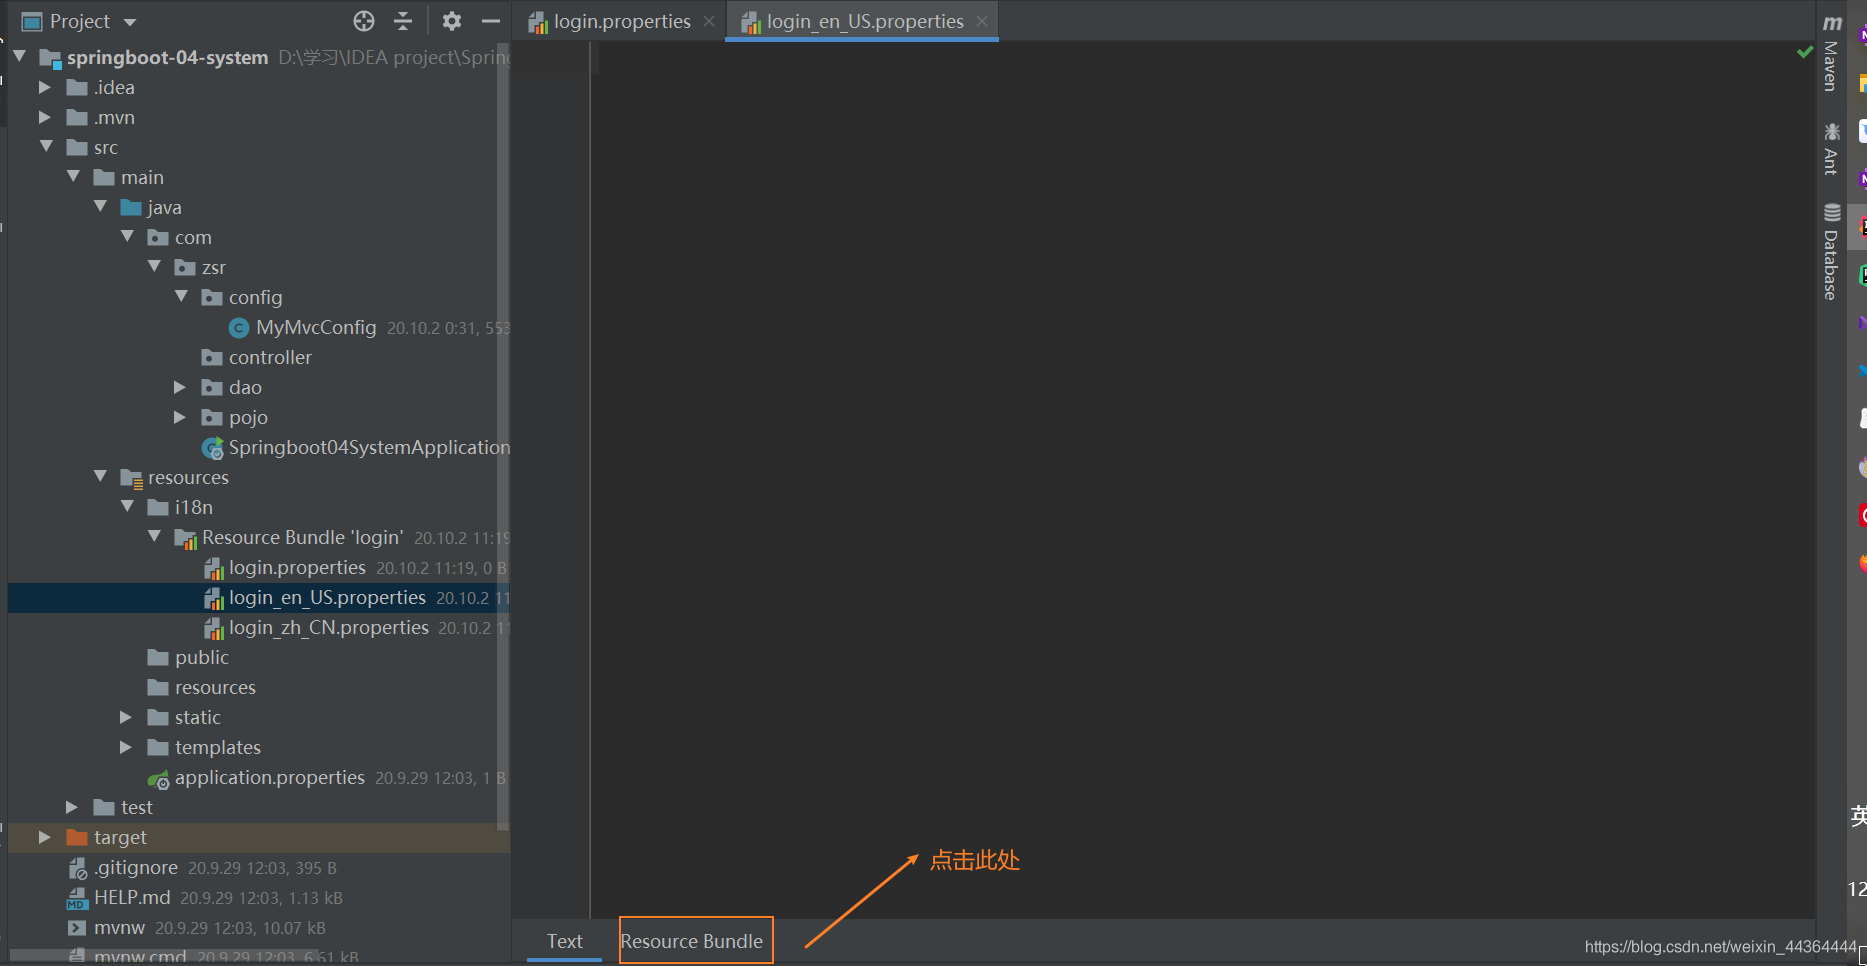 Project
login.properties
login_en_US.properties
springboot-04-system D:\学习\IDEA project\Spring
.idea
.mvn
src
main
java
com
zsr
config
MyMvcConfig 20.10.2 0:31, 553
controller
dao
pojo
Springboot04SystemApplication
resources
i18n
Resource Bundle 'login' 20.10.2 11:19
login.properties 20.10.2 11:19, 0 B
login_en_US.properties 20.10.2 11
login_zh_CN.properties 20.10.2 11
public
resources
static
templates
application.properties 20.9.29 12:03, 1 B
test
target
.gitignore 20.9.29 12:03, 395 B
HELP.md 20.9.29 12:03, 1.13 kB
mvnw 20.9.29 12:03, 10.07 kB
mvnw.cmd 20.9.29 12:03, 6.61 kB
点击此处
Text
Resource Bundle
Maven
Ant
Database
英
12
https://blog.csdn.net/weixin_44364444